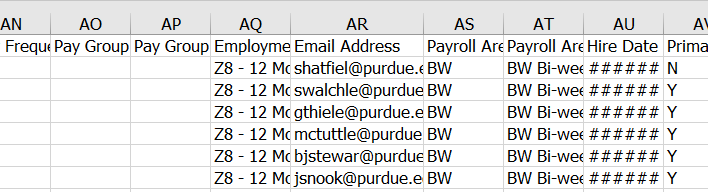 AN AO AP AQ AR AS AT AU AV
Freque Pay Group Pay Group Employme Email Address Payroll Are Payroll Are Hire Date Prima
Z8 - 12 Mo shatfiel@purdue.e BW BW Bi-wee ###### N
Z8 - 12 Mo swalchle@purdue BW BW Bi-wee ###### Y
Z8 - 12 Mo gthiele@purdue.e BW BW Bi-wee ###### Y
Z8 - 12 Mo mctuttle@purdue BW BW Bi-wee ###### Y
Z8 - 12 Mo bjstewar@purdue BW BW Bi-wee ###### Y
Z8 - 12 Mo jsnook@purdue.e BW BW Bi-wee ###### Y